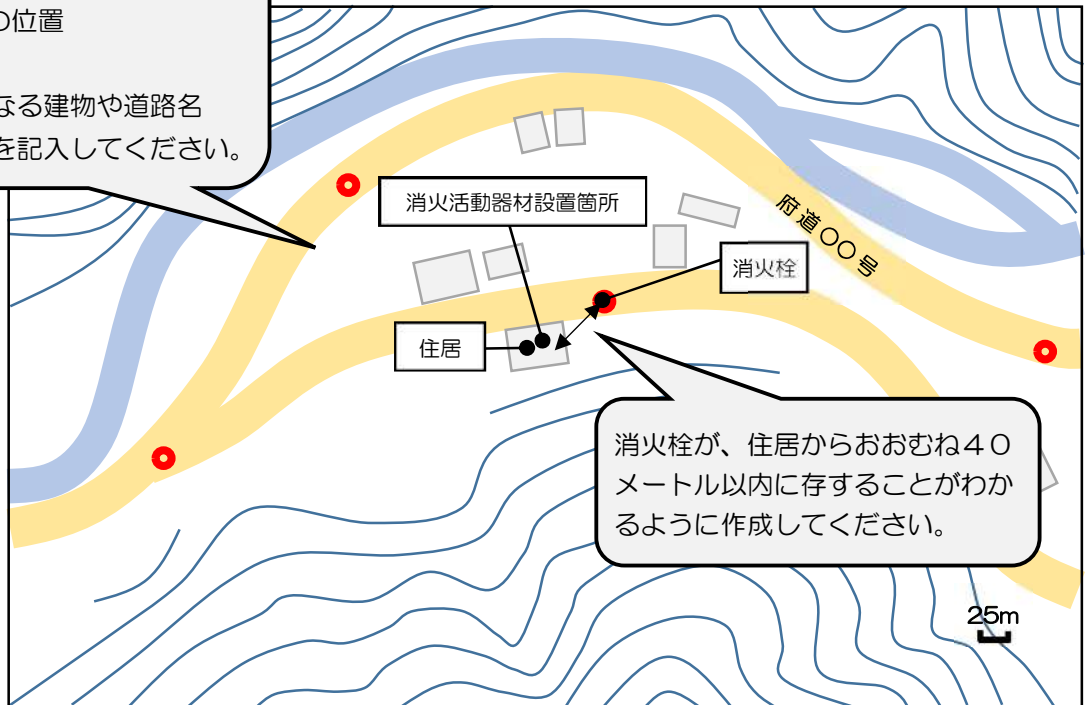 の位置
なる建物や道路名
を記入してください。
消火活動器材設置箇所
府道〇〇号
消火栓
住居
消火栓が、住居からおおむね４０
メートル以内に存することがわか
るように作成してください。
25m